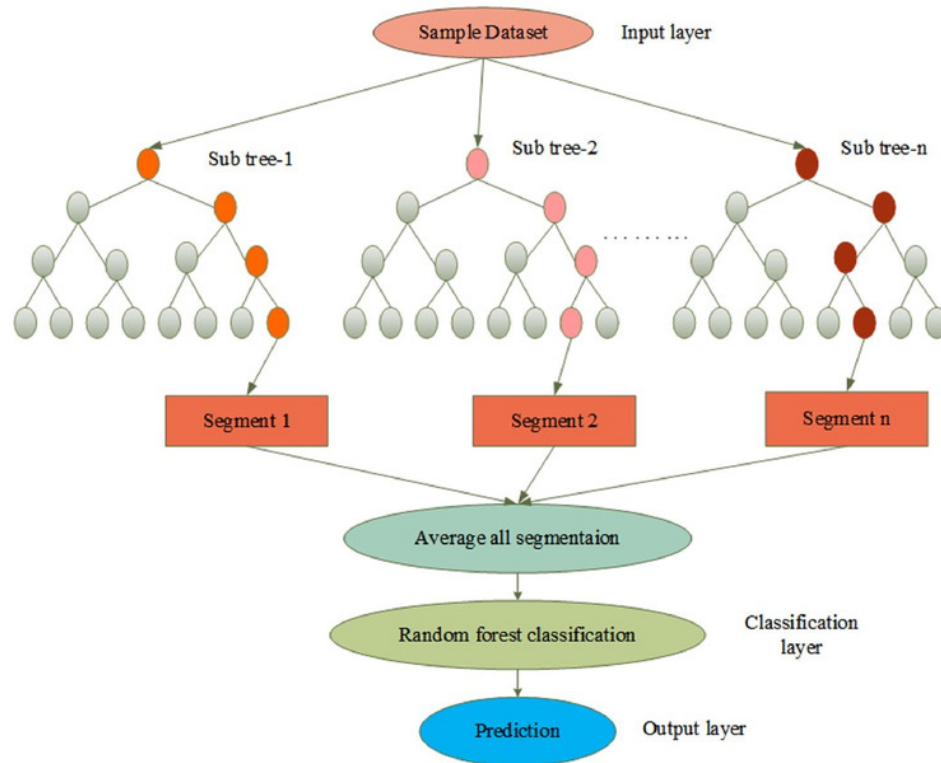 Sample Dataset
Input layer
Sub tree-1
Sub tree-2
Sub tree-n
Segment 1
Segment 2
Segment n
Average all segmentaion
Random forest classification
Classification
layer
Prediction
Output layer